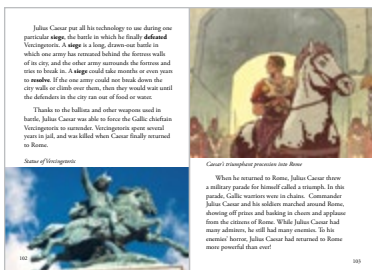 Julius Caesar put all his technology to use during one
particular siege, the battle in which he finally defeated
Vercingetorix. A siege is a long, drawn-out battle in
which one army has retreated behind the fortress walls
of its city, and the other army surrounds the fortress and
tries to break in. A siege could take months or even years
to resolve. If the one army could not break down the
city walls or climb over them, then they would wait until
the defenders in the city ran out of food or water.
Thanks to the ballista and other weapons used in
battle, Julius Caesar was able to force the Gallic chieftain
Vercingetorix to surrender. Vercingetorix spent several
years in jail, and was killed when Caesar finally returned
to Rome.
Statue of Vercingetorix
102
Caesar's triumphant procession into Rome
When he returned to Rome, Julius Caesar threw
a military parade for himself called a triumph. In this
parade, Gallic warriors were in chains. Commander
Julius Caesar and his soldiers marched around Rome,
showing off prizes and basking in cheers and applause
from the citizens of Rome. While Julius Caesar had
many admirers, he still had many enemies. To his
enemies' horror, Julius Caesar had returned to Rome
more powerful than ever!
103